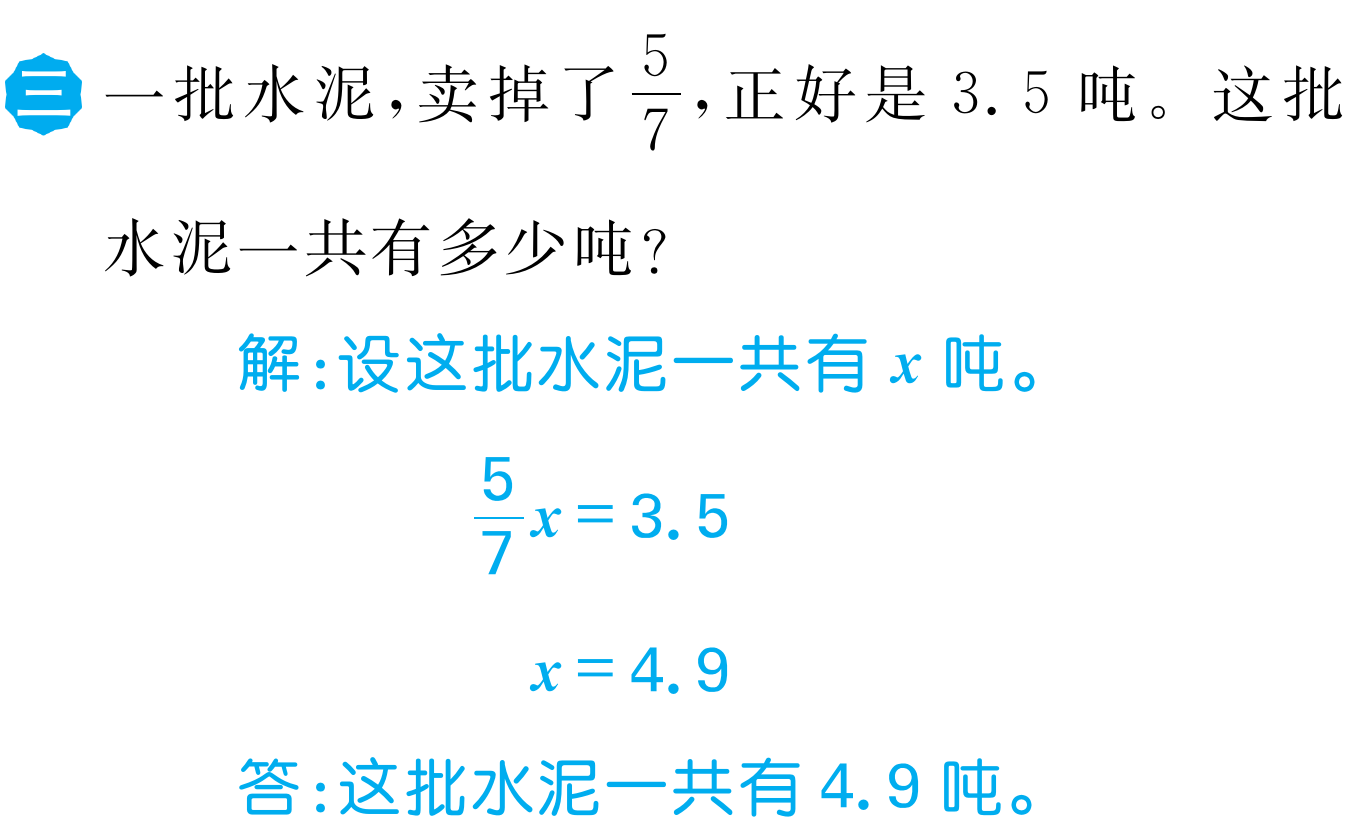 三 一批水泥,卖掉了5/7,正好是 3.5 吨。这批
水泥一共有多少吨?
解:设这批水泥一共有 x 吨。
5/7x=3.5
x=4.9
答:这批水泥一共有 4.9 吨。